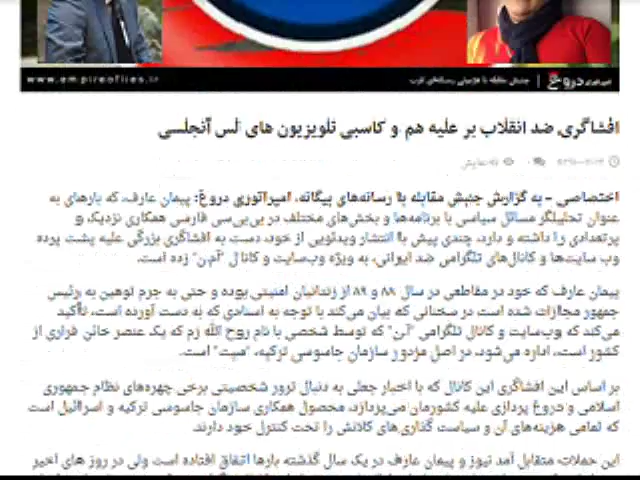 www.empireoflies.ir
جنبش مقابله با
دروغ
افشاگری ضد انقلاب بر علیه هم و کاسبی تلویزیون های لس آنجلسی
نمایش
اختصاصی – به گزارش جنبش مقابله با رسانه‌های بیگانه، امپراتوری دروغ: پیمان عارف، که بارهای به
عنوان تحلیلگر مسائل سیاسی با برنامه‌ها و بخش‌های مختلف در بی‌بی‌سی فارسی همکاری نزدیک و
پرتعدادی را داشته و دارد، چندی پیش با انتشار ویدئویی از خود، دست به افشاگری بزرگی علیه پشت پرده
وب سایت‌ها و کانال‌های تلگرامی ضد ایرانی، به ویژه وب‌سایت و کانال "آم‌ن" زده است.
پیمان عارف که خود در مقاطعی در سال ۸۸ و ۸۹ از زندانیان امنیتی بوده و حتی به جرم توهین به رئیس
جمهور مجازات شده است در سخنانی که بیان می‌کند با توجه به اسنادی که به دست آورده است، تأکید
می‌کند که وب‌سایت و کانال تلگرامی "آ‌ن" که توسط شخصی با نام روح الله زم که یک عنصر خائن فراری از
کشور است، اداره می‌شود، در اصل مزدور سازمان جاسوسی ترکیه، "میت" است.
بر اساس این افشاگری این کانال که با اخبار جعلی به دنبال ترور شخصیتی برخی چهره‌های نظام جمهوری
اسلامی و دروغ پردازی علیه کشورمان می‌پردازد، محصول همکاری سازمان جاسوسی ترکیه و اسرائیل است
که تمامی هزینه‌های آن و سیاست گذاری‌های کلانش را تحت کنترل خود دارند.
این حملات متقابل آمد نیوز و پیمان عارف در یک سال گذشته بارها اتفاق افتاده است ولی در روز های اخیر